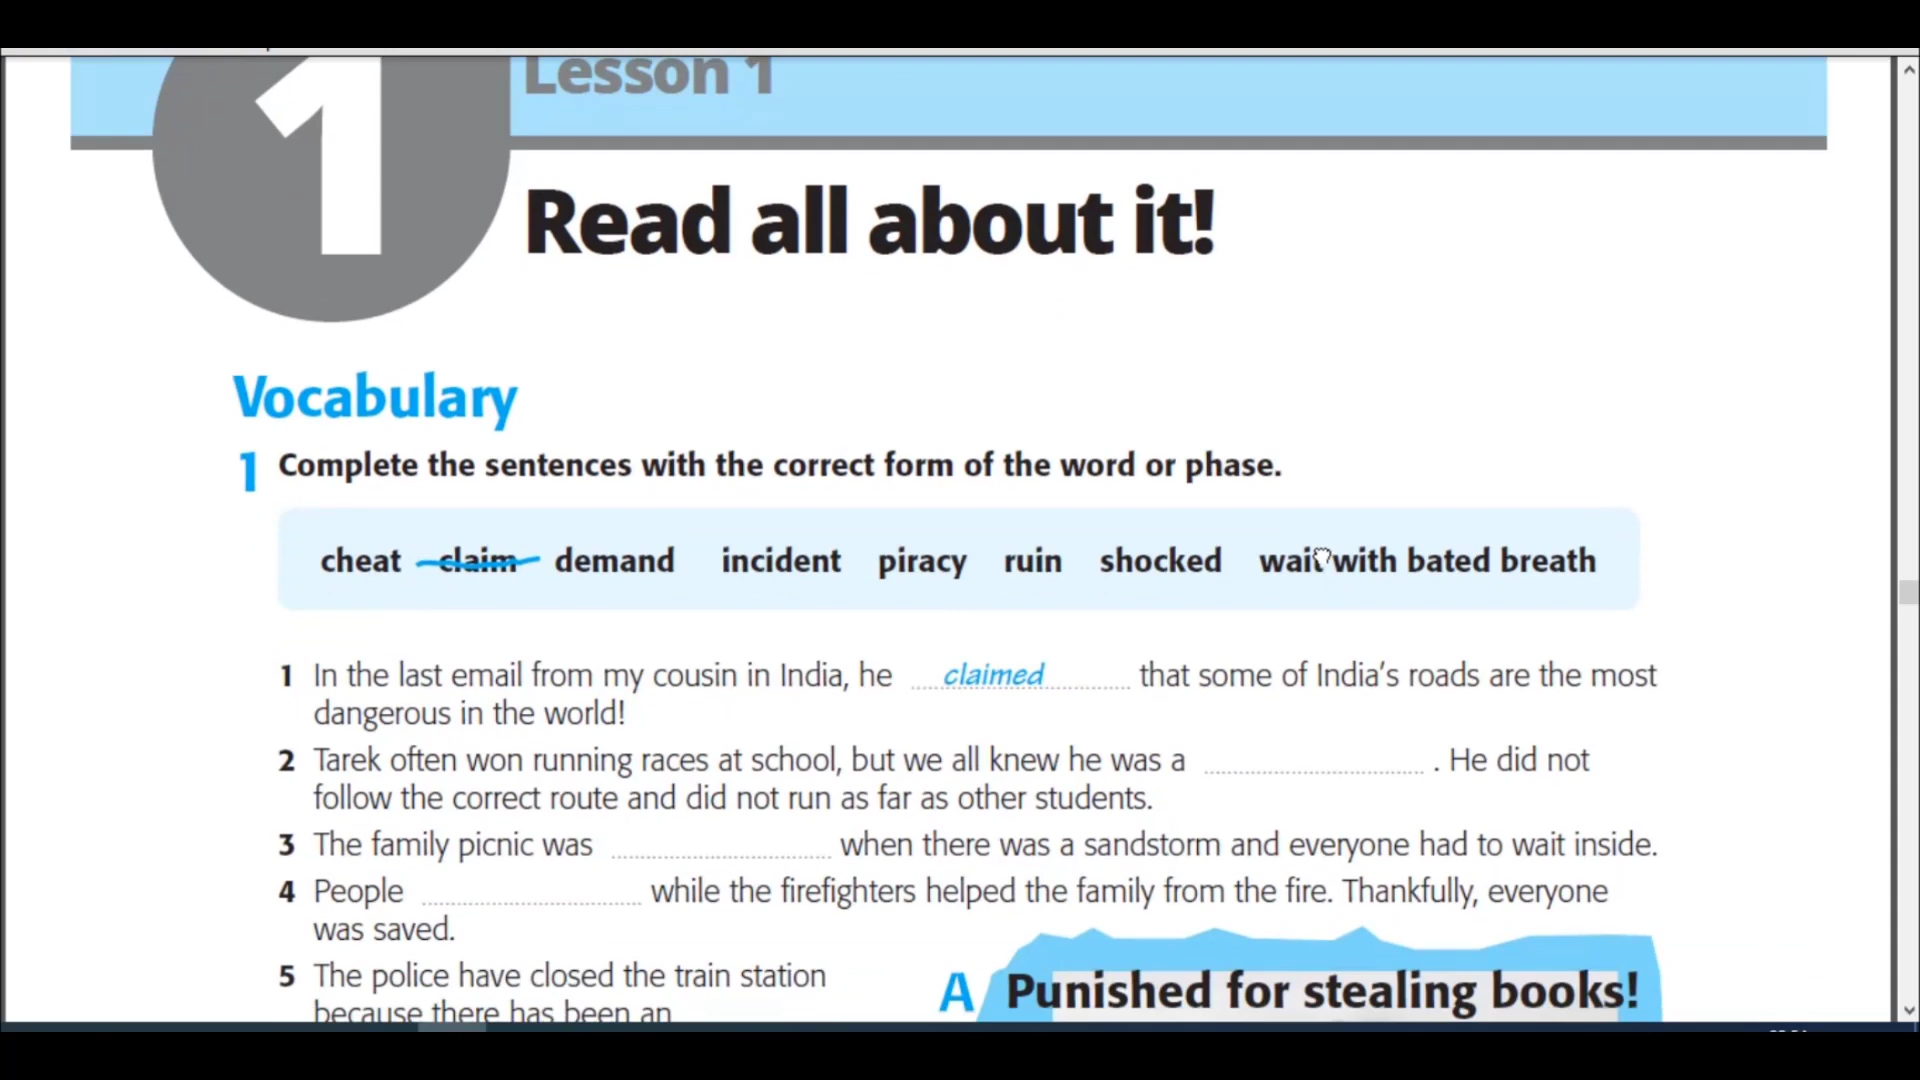 Lesson 1
1
Read all about it!
Vocabulary
1 Complete the sentences with the correct form of the word or phase.
cheat claim demand incident piracy ruin shocked wait with bated breath
1 In the last email from my cousin in India, he claimed that some of India's roads are the most
dangerous in the world!
2 Tarek often won running races at school, but we all knew he was a .................... . He did not
follow the correct route and did not run as far as other students.
3 The family picnic was .................... when there was a sandstorm and everyone had to wait inside.
4 People .................... while the firefighters helped the family from the fire. Thankfully, everyone
was saved.
5 The police have closed the train station
because there has been an
A Punished for stealing books!